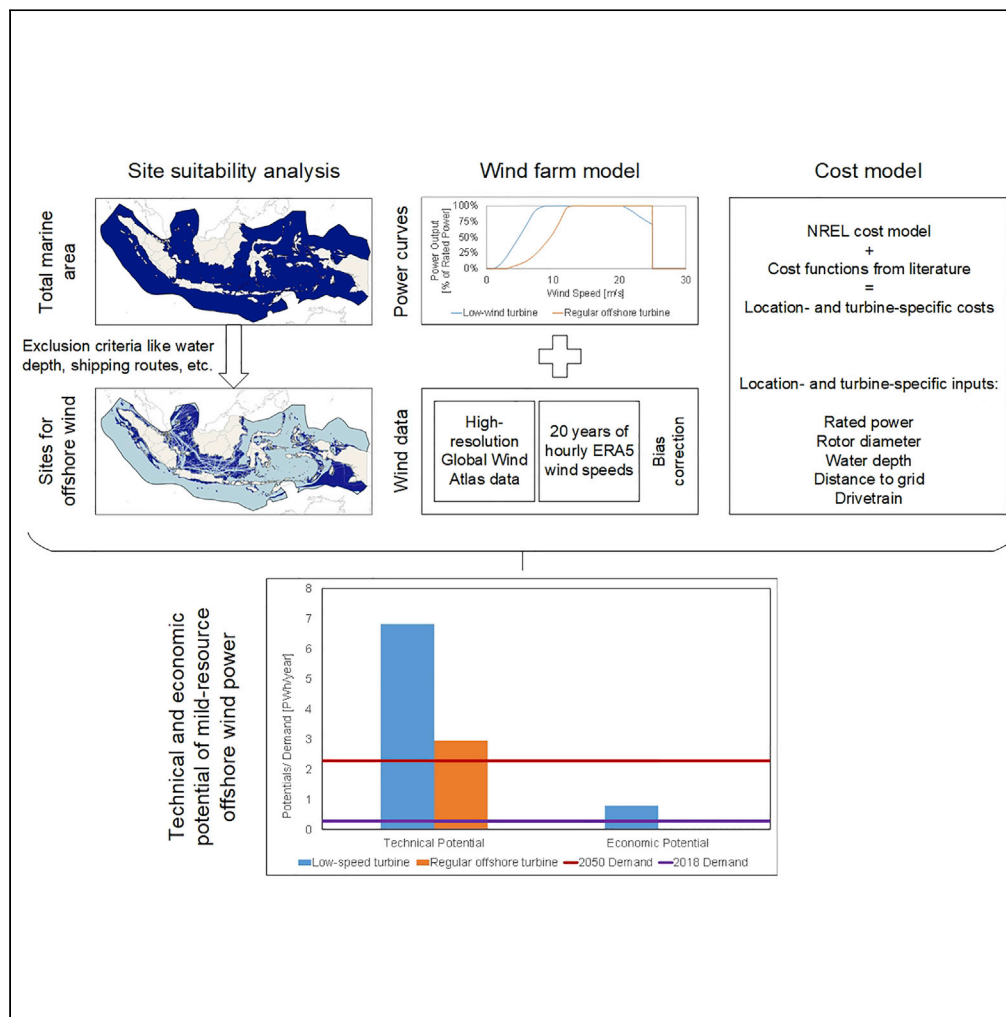 Site suitability analysis
Total marine
area
Exclusion criteria like water
depth, shipping routes, etc.
Sites for
offshore wind
Wind farm model
Power curves
Power Output
[% of Rated Power]
100%
75%
50%
25%
0%
0
10
20
30
Wind Speed [m/s]
Low-wind turbine
Regular offshore turbine
Wind data
High-
resolution
Global Wind
Atlas data
20 years of
hourly ERA5
wind speeds
Bias
correction
Cost model
NREL cost model
+
Cost functions from literature
=
Location- and turbine-specific costs
Location- and turbine-specific inputs:
Rated power
Rotor diameter
Water depth
Distance to grid
Drivetrain
Technical and economic
potential of mild-resource
offshore wind power
Potentials/ Demand [PWh/year]
8
7
6
5
4
3
2
1
0
Technical Potential
Economic Potential
Low-speed turbine
Regular offshore turbine
2050 Demand
2018 Demand